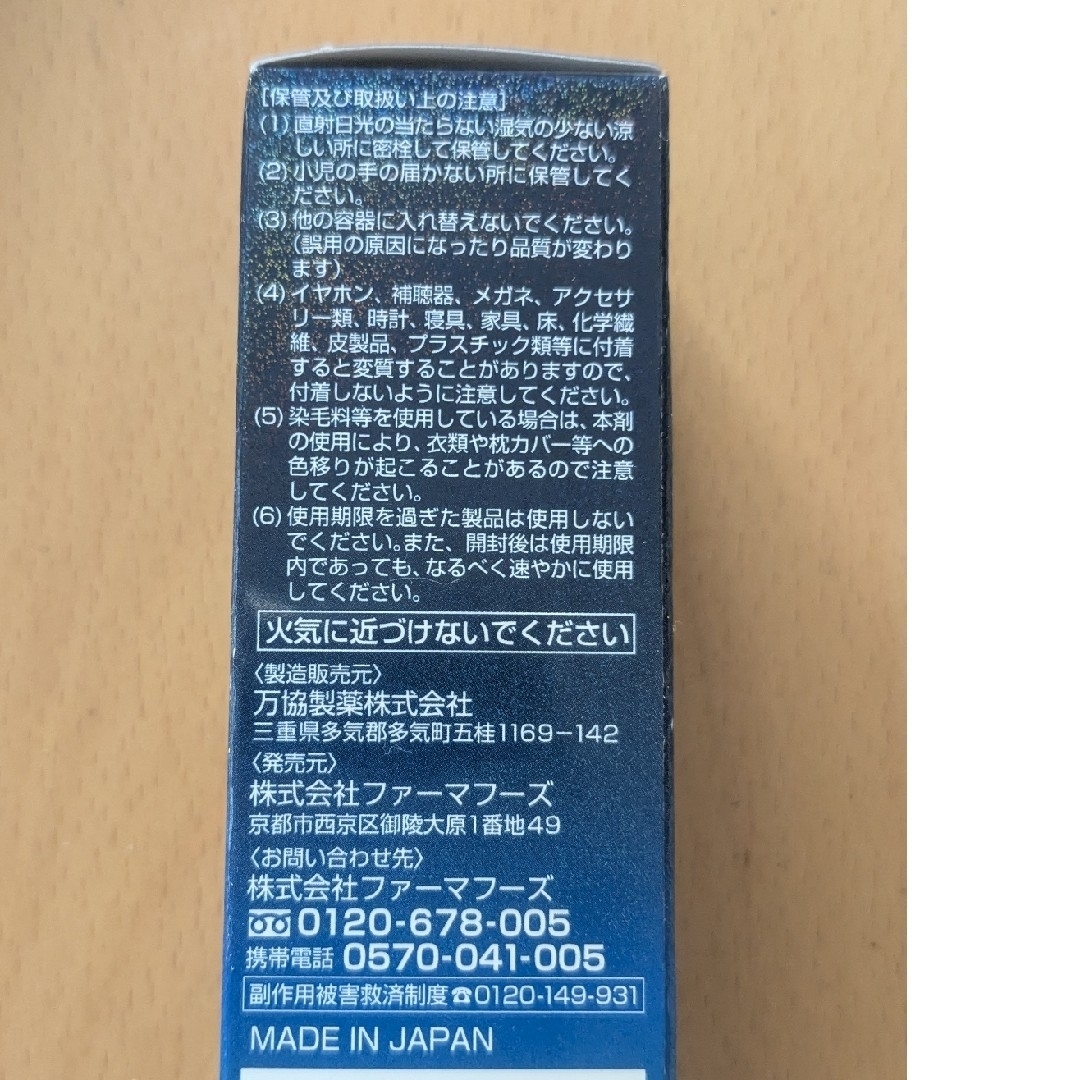 [保管及び取扱い上の注意]
(1)直射日光の当たらない湿気の少ない涼
しい所に密栓して保管してください。
(2)小児の手の届かない所に保管してく
ださい。
(3)他の容器に入れ替えないでください。
(誤用の原因になったり品質が変わり
ます)
(4)イヤホン、補聴器、メガネ、アクセサ
リー類、時計、寝具、家具、床、化学繊
維、皮製品、プラスチック類等に付着
すると変質することがありますので、
付着しないように注意してください。
(5)染毛料等を使用している場合は、本剤
の使用により、衣類や枕カバー等への
色移りが起こることがあるので注意
してください。
(6)使用期限を過ぎた製品は使用しない
でください。また、開封後は使用期限
内であっても、なるべく速やかに使用
してください。
火気に近づけないでください
〈製造販売元〉
万協製薬株式会社
三重県多気郡多気町五桂1169−142
〈発売元〉
株式会社ファーマフーズ
京都市西京区御陵大原1番地49
〈お問い合わせ先〉
株式会社ファーマフーズ
0120-678-005
携帯電話 0570-041-005
副作用被害救済制度☎0120-149-931
MADE IN JAPAN